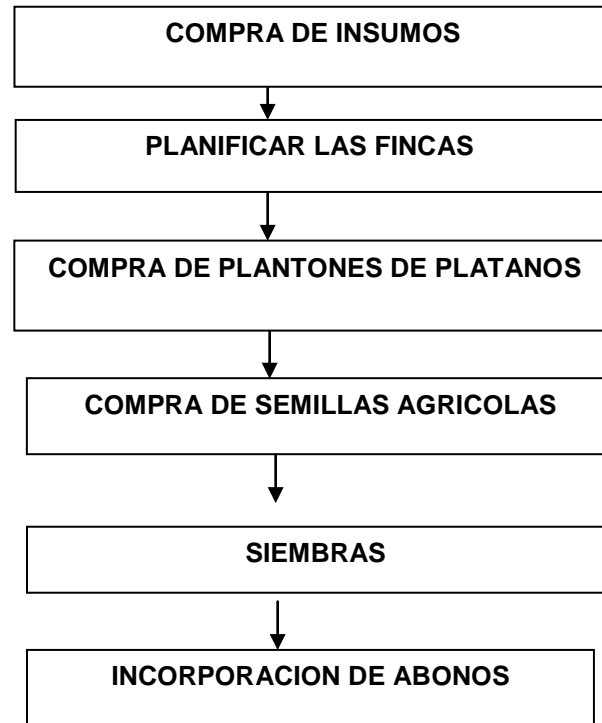 COMPRA DE INSUMOS
PLANIFICAR LAS FINCAS
COMPRA DE PLANTONES DE PLATANOS
COMPRA DE SEMILLAS AGRICOLAS
SIEMBRAS
INCORPORACION DE ABONOS